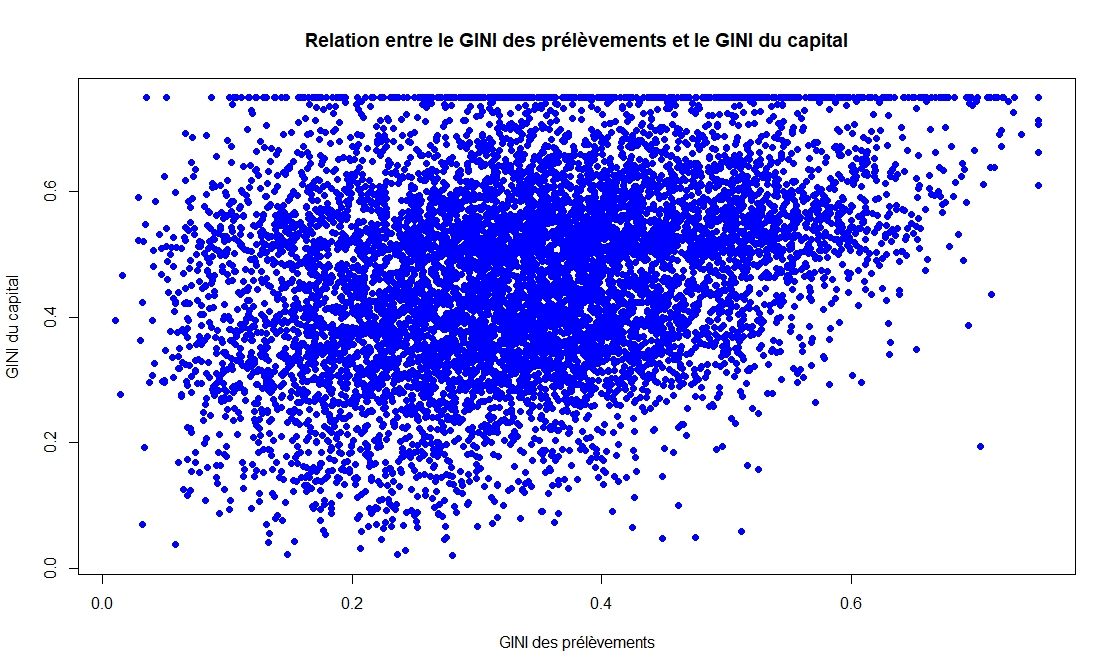 Relation entre le GINI des prélèvements et le GINI du capital
GINI du capital
0.6
0.4
0.2
0.0
0.0 0.2 0.4 0.6
GINI des prélèvements